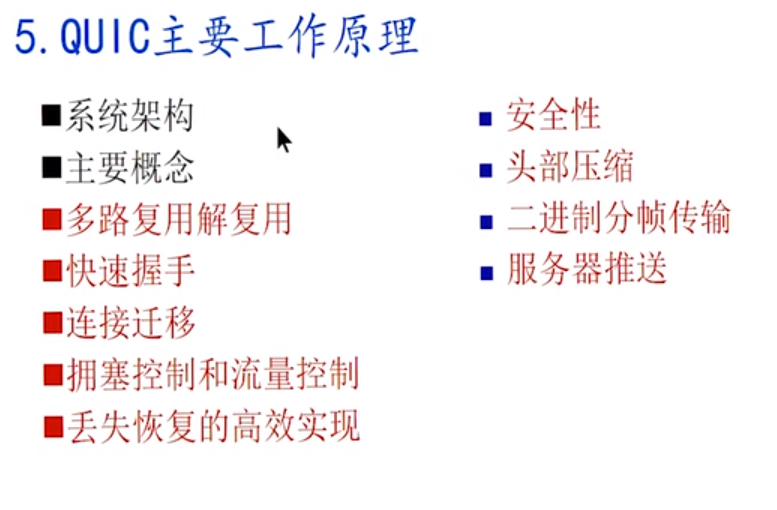 5.QUIC主要工作原理
■系统架构
■主要概念
■多路复用解复用
■快速握手
■连接迁移
■拥塞控制和流量控制
■丢失恢复的高效实现
■ 安全性
■ 头部压缩
■ 二进制分帧传输
■ 服务器推送